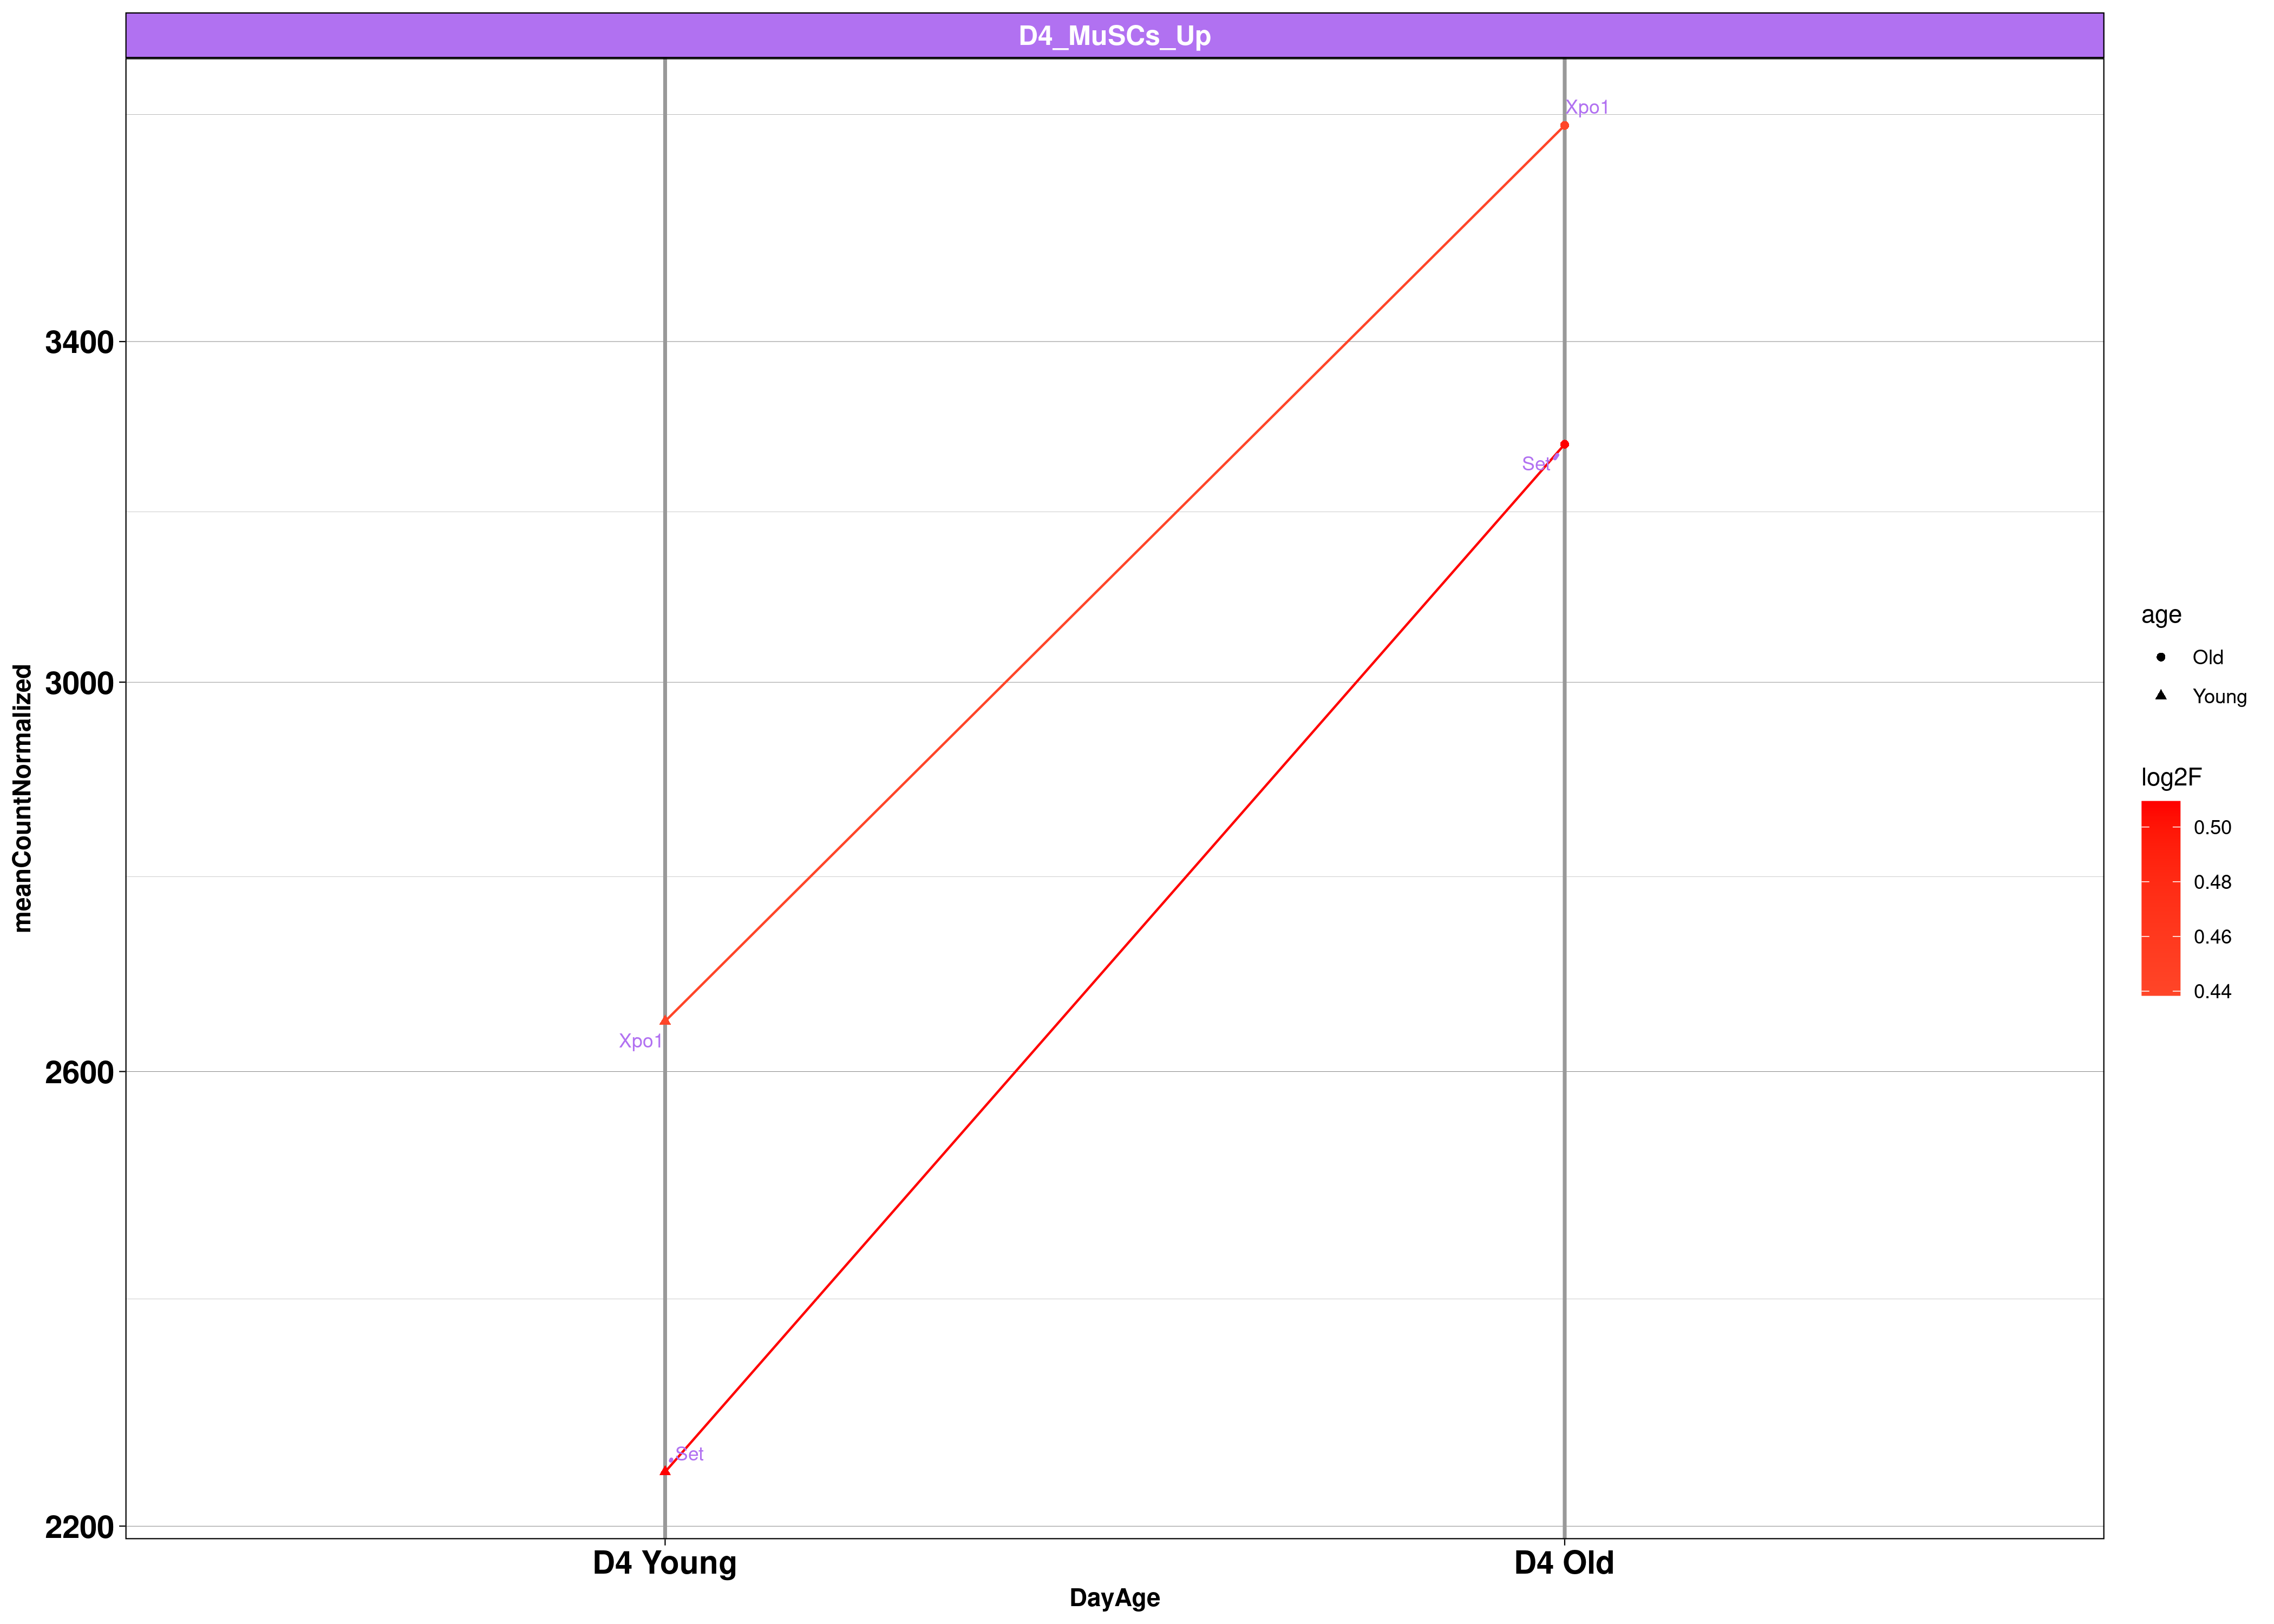 D4_MuSCs_Up
Xpo1
3400
Set
3000
meanCountNormalized
Xpo1
2600
Set
2200
D4 Young
D4 Old
DayAge
age
Old
Young
log2F
0.50
0.48
0.46
0.44